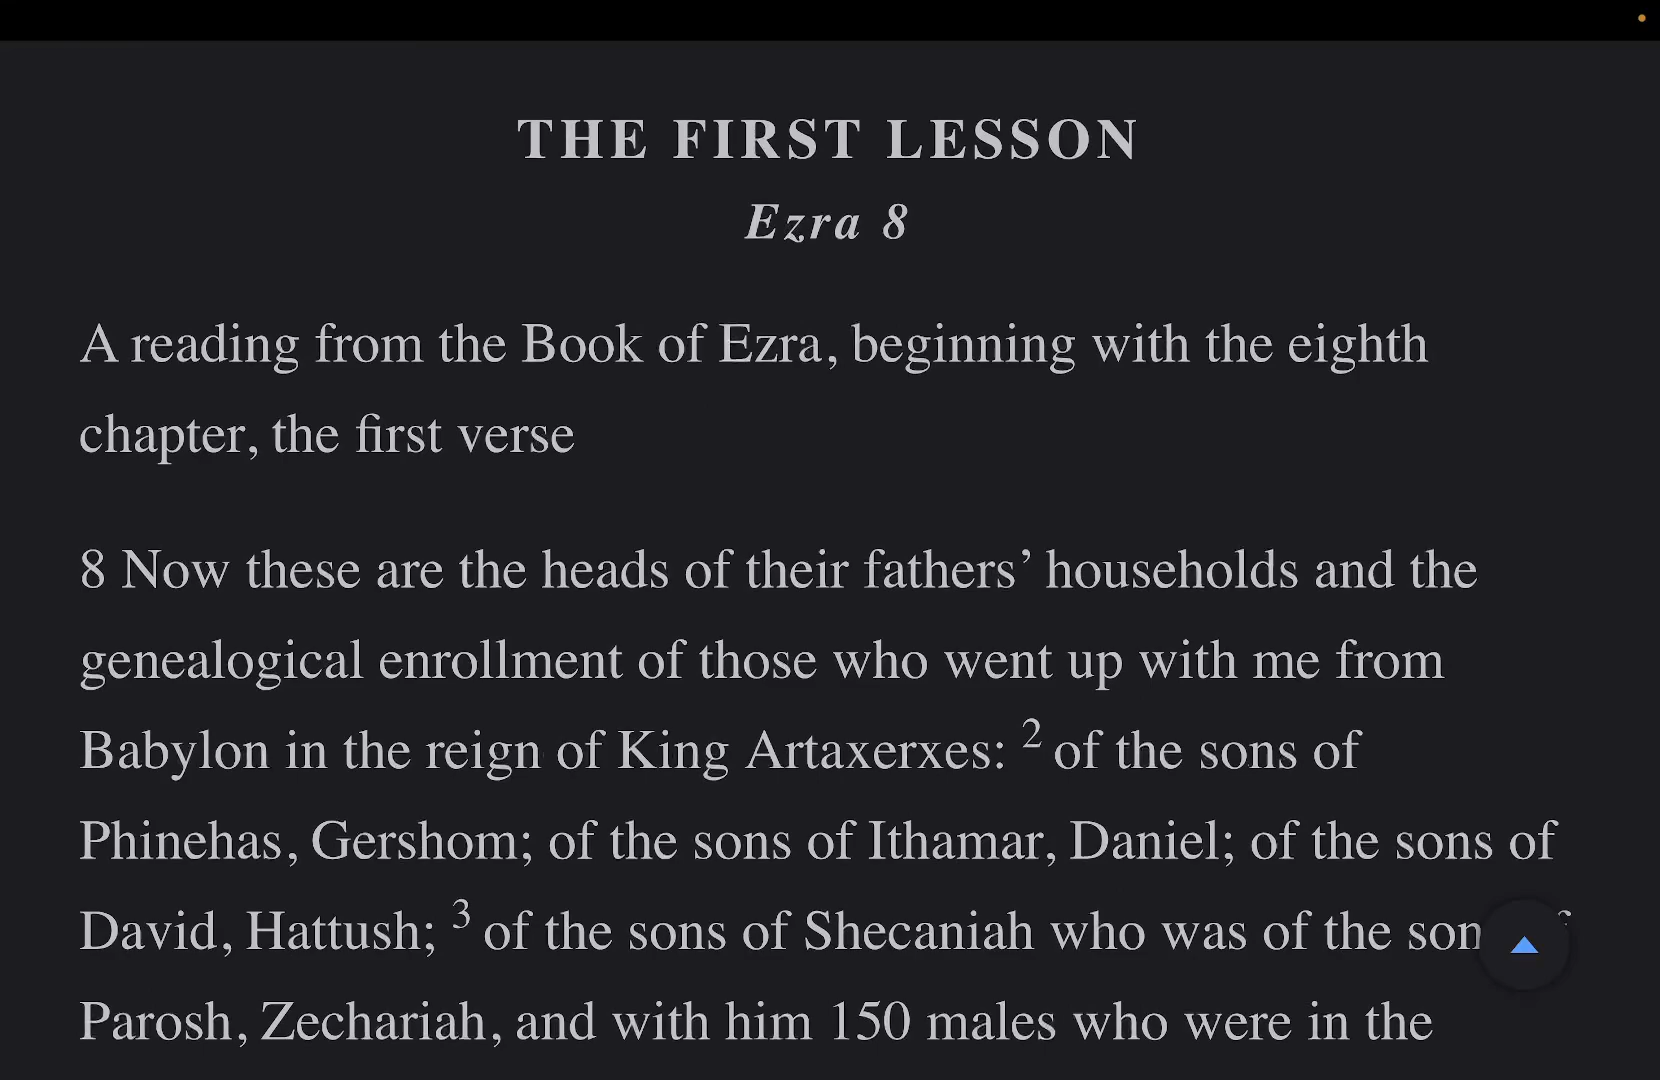 THE FIRST LESSON
Ezra 8
A reading from the Book of Ezra, beginning with the eighth
chapter, the first verse
8 Now these are the heads of their fathers’ households and the
genealogical enrollment of those who went up with me from
Babylon in the reign of King Artaxerxes: 2 of the sons of
Phinehas, Gershom; of the sons of Ithamar, Daniel; of the sons of
David, Hattush; 3 of the sons of Shecaniah who was of the
Parosh, Zechariah, and with him 150 males who were in the